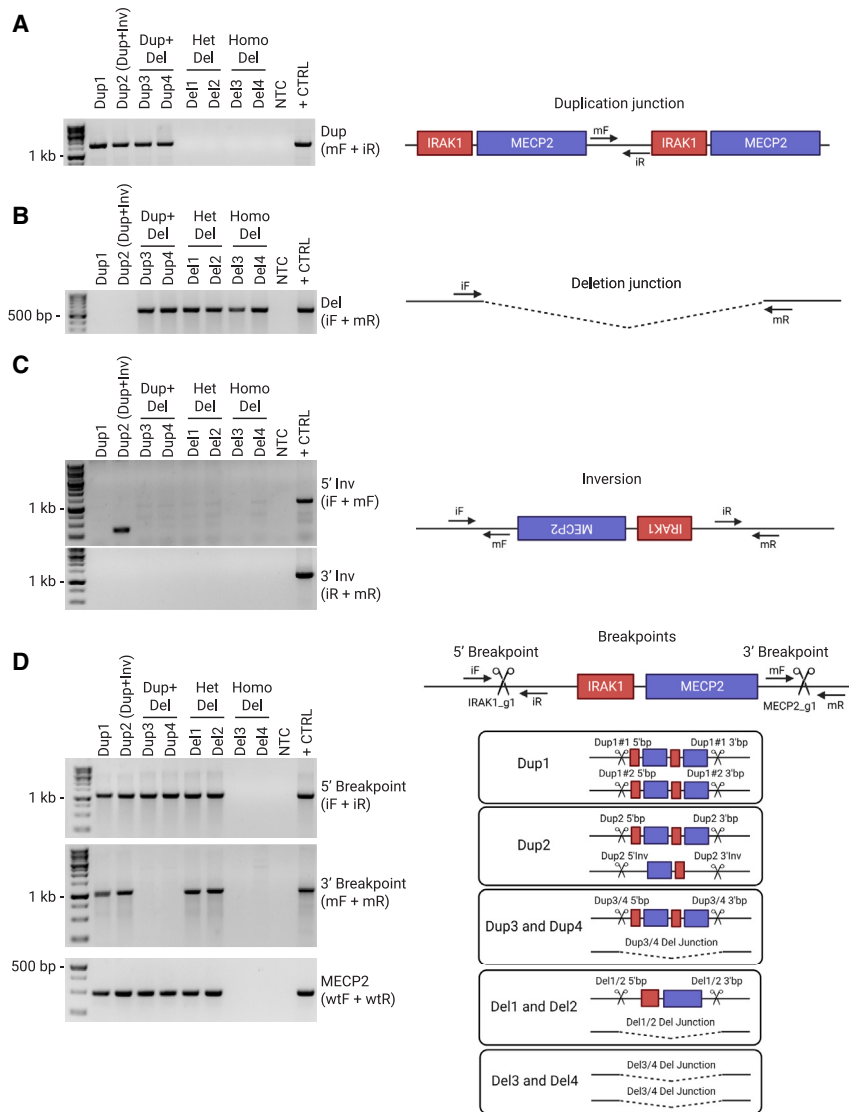 A
Dup1
Dup2 (Dup+Inv)
Dup+
Del
Dup3
Dup4
Het
Del
Del1
Del2
Homo
Del
Del3
Del4
NTC
+ CTRL
1 kb -
Dup
(mF + iR)
Duplication junction
IRAK1
MECP2
mF
iR
IRAK1
MECP2
B
Dup1
Dup2 (Dup+Inv)
Dup+
Del
Dup3
Dup4
Het
Del
Del1
Del2
Homo
Del
Del3
Del4
NTC
+ CTRL
500 bp -
Del
(iF + mR)
Deletion junction
iF
mR
C
Dup1
Dup2 (Dup+Inv)
Dup+
Del
Dup3
Dup4
Het
Del
Del1
Del2
Homo
Del
Del3
Del4
NTC
+ CTRL
1 kb -
5' Inv
(iF + mF)
1 kb -
3' Inv
(iR + mR)
Inversion
iF
mF
MECP2
IRAK1
iR
mR
D
Dup1
Dup2 (Dup+Inv)
Dup+
Del
Dup3
Dup4
Het
Del
Del1
Del2
Homo
Del
Del3
Del4
NTC
+ CTRL
1 kb -
5' Breakpoint
(iF + iR)
1 kb -
3' Breakpoint
(mF + mR)
500 bp -
MECP2
(wtF + wtR)
Breakpoints
5' Breakpoint
3' Breakpoint
iF
IRAK1_g1
iR
IRAK1
MECP2
mF
MECP2_g1
mR
Dup1
Dup1#1 5'bp
Dup1#1 3'bp
Dup1#2 5'bp
Dup1#2 3'bp
Dup2
Dup2 5'bp
Dup2 3'bp
Dup2 5'Inv
Dup2 3'Inv
Dup3 and Dup4
Dup3/4 5'bp
Dup3/4 3'bp
Dup3/4 Del Junction
Del1 and Del2
Del1/2 5'bp
Del1/2 3'bp
Del1/2 Del Junction
Del3 and Del4
Del3/4 Del Junction
Del3/4 Del Junction